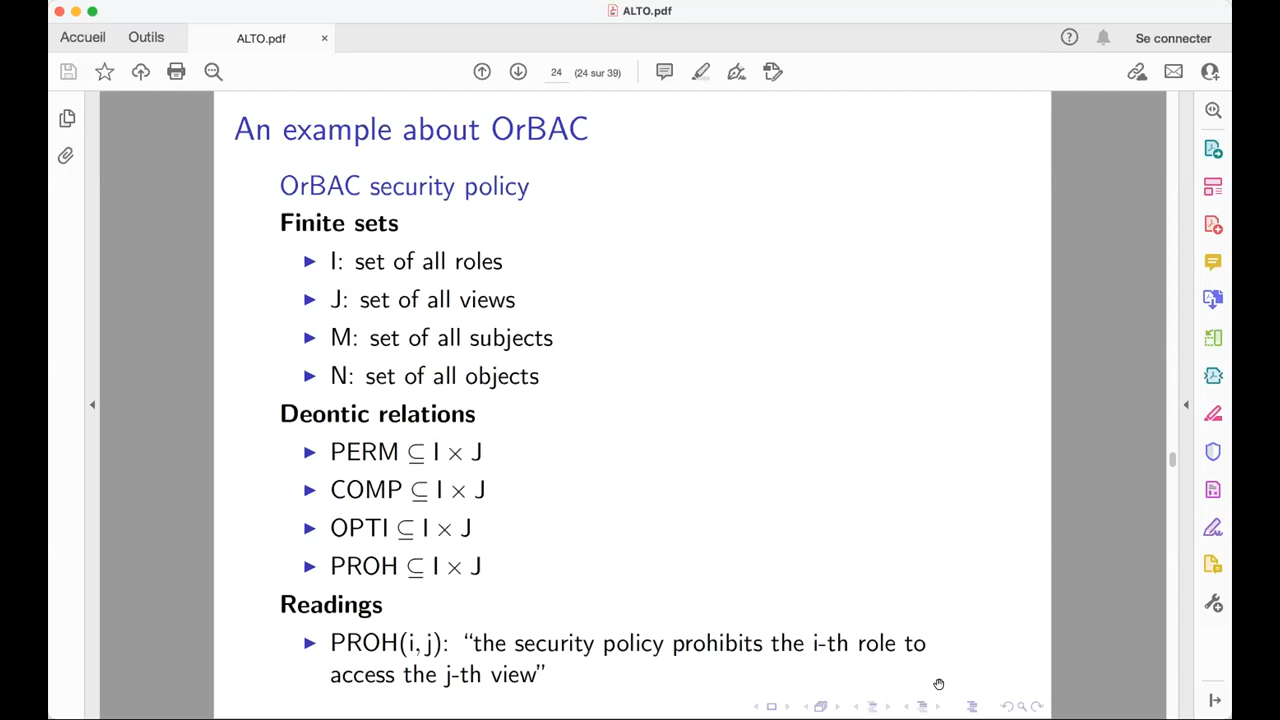 ALTO.pdf
Accueil Outils ALTO.pdf × Se connecter
24 (24 sur 39)
An example about OrBAC
OrBAC security policy
Finite sets
▶ I: set of all roles
▶ J: set of all views
▶ M: set of all subjects
▶ N: set of all objects
Deontic relations
▶ PERM ⊆ I × J
▶ COMP ⊆ I × J
▶ OPTI ⊆ I × J
▶ PROH ⊆ I × J
Readings
▶ PROH(i, j): “the security policy prohibits the i-th role to
access the j-th view”